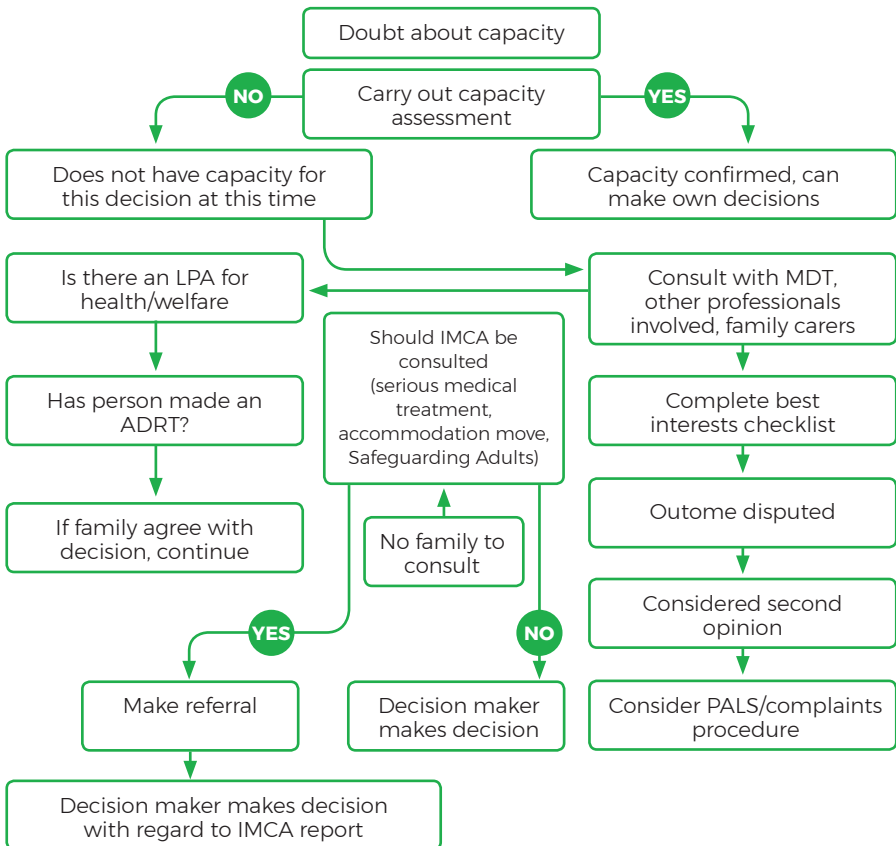 Doubt about capacity
NO
Carry out capacity
assessment
YES
Does not have capacity for
this decision at this time
Capacity confirmed, can
make own decisions
Is there an LPA for
health/welfare
Consult with MDT,
other professionals
involved, family carers
Should IMCA be
consulted
(serious medical
treatment,
accommodation move,
Safeguarding Adults)
Has person made an
ADRT?
Complete best
interests checklist
If family agree with
decision, continue
No family to
consult
Outcome disputed
Considered second
opinion
YES
NO
Make referral
Decision maker
makes decision
Consider PALS/complaints
procedure
Decision maker makes decision
with regard to IMCA report